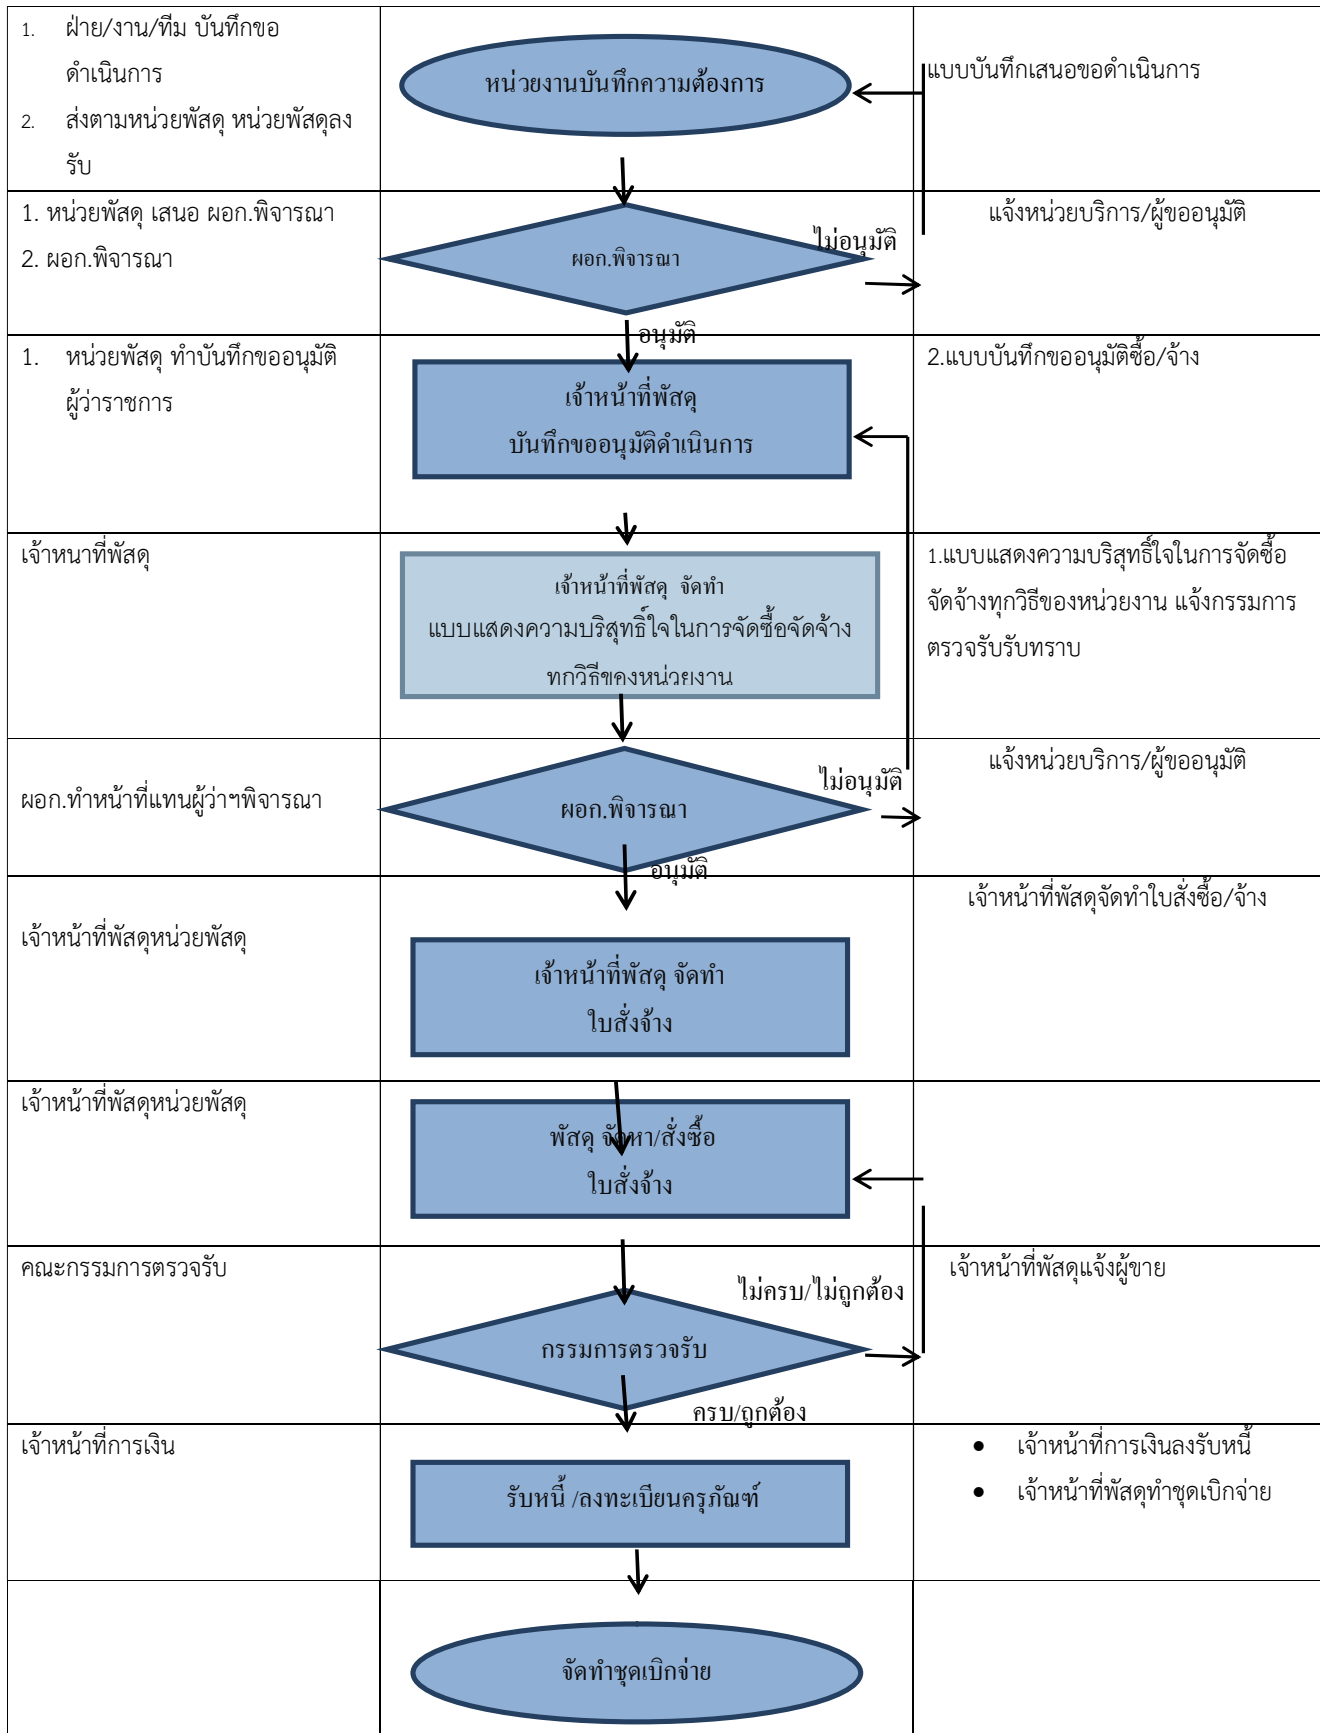 1. ฝ่าย/งาน/ทีม บันทึกขอ
ดำเนินการ
2. ส่งตามหน่วยพัสดุ หน่วยพัสดุลง
รับ
หน่วยงานบันทึกความต้องการ
แบบบันทึกเสนอขอดำเนินการ
1. หน่วยพัสดุ เสนอ ผอก.พิจารณา
2. ผอก.พิจารณา
ผอก.พิจารณา
ไม่อนุมัติ
แจ้งหน่วยบริการ/ผู้ขออนุมัติ
อนุมัติ
1. หน่วยพัสดุ ทำบันทึกขออนุมัติ
ผู้ว่าราชการ
เจ้าหน้าที่พัสดุ
บันทึกขออนุมัติดำเนินการ
2.แบบบันทึกขออนุมัติซื้อ/จ้าง
เจ้าหนาที่พัสดุ
เจ้าหน้าที่พัสดุ จัดทำ
แบบแสดงความบริสุทธิ์ใจในการจัดซื้อจัดจ้าง
ทกวิธีของหน่วยงาน
1.แบบแสดงความบริสุทธิ์ใจในการจัดซื้อ
จัดจ้างทุกวิธีของหน่วยงาน แจ้งกรรมการ
ตรวจรับรับทราบ
ผอก.ทำหน้าที่แทนผู้ว่าฯพิจารณา
ผอก.พิจารณา
ไม่อนุมัติ
แจ้งหน่วยบริการ/ผู้ขออนุมัติ
อนุมัติ
เจ้าหน้าที่พัสดุหน่วยพัสดุ
เจ้าหน้าที่พัสดุ จัดทำ
ใบสั่งจ้าง
เจ้าหน้าที่พัสดุจัดทำใบสั่งซื้อ/จ้าง
เจ้าหน้าที่พัสดุหน่วยพัสดุ
พัสดุ จัดหา/สั่งซื้อ
ใบสั่งจ้าง
คณะกรรมการตรวจรับ
ไม่ครบ/ไม่ถูกต้อง
กรรมการตรวจรับ
เจ้าหน้าที่พัสดุแจ้งผู้ขาย
ครบ/ถูกต้อง
เจ้าหน้าที่การเงิน
รับหนี้ /ลงทะเบียนครุภัณฑ์
● เจ้าหน้าที่การเงินลงรับหนี้
● เจ้าหน้าที่พัสดุทำชุดเบิกจ่าย
จัดทำชุดเบิกจ่าย